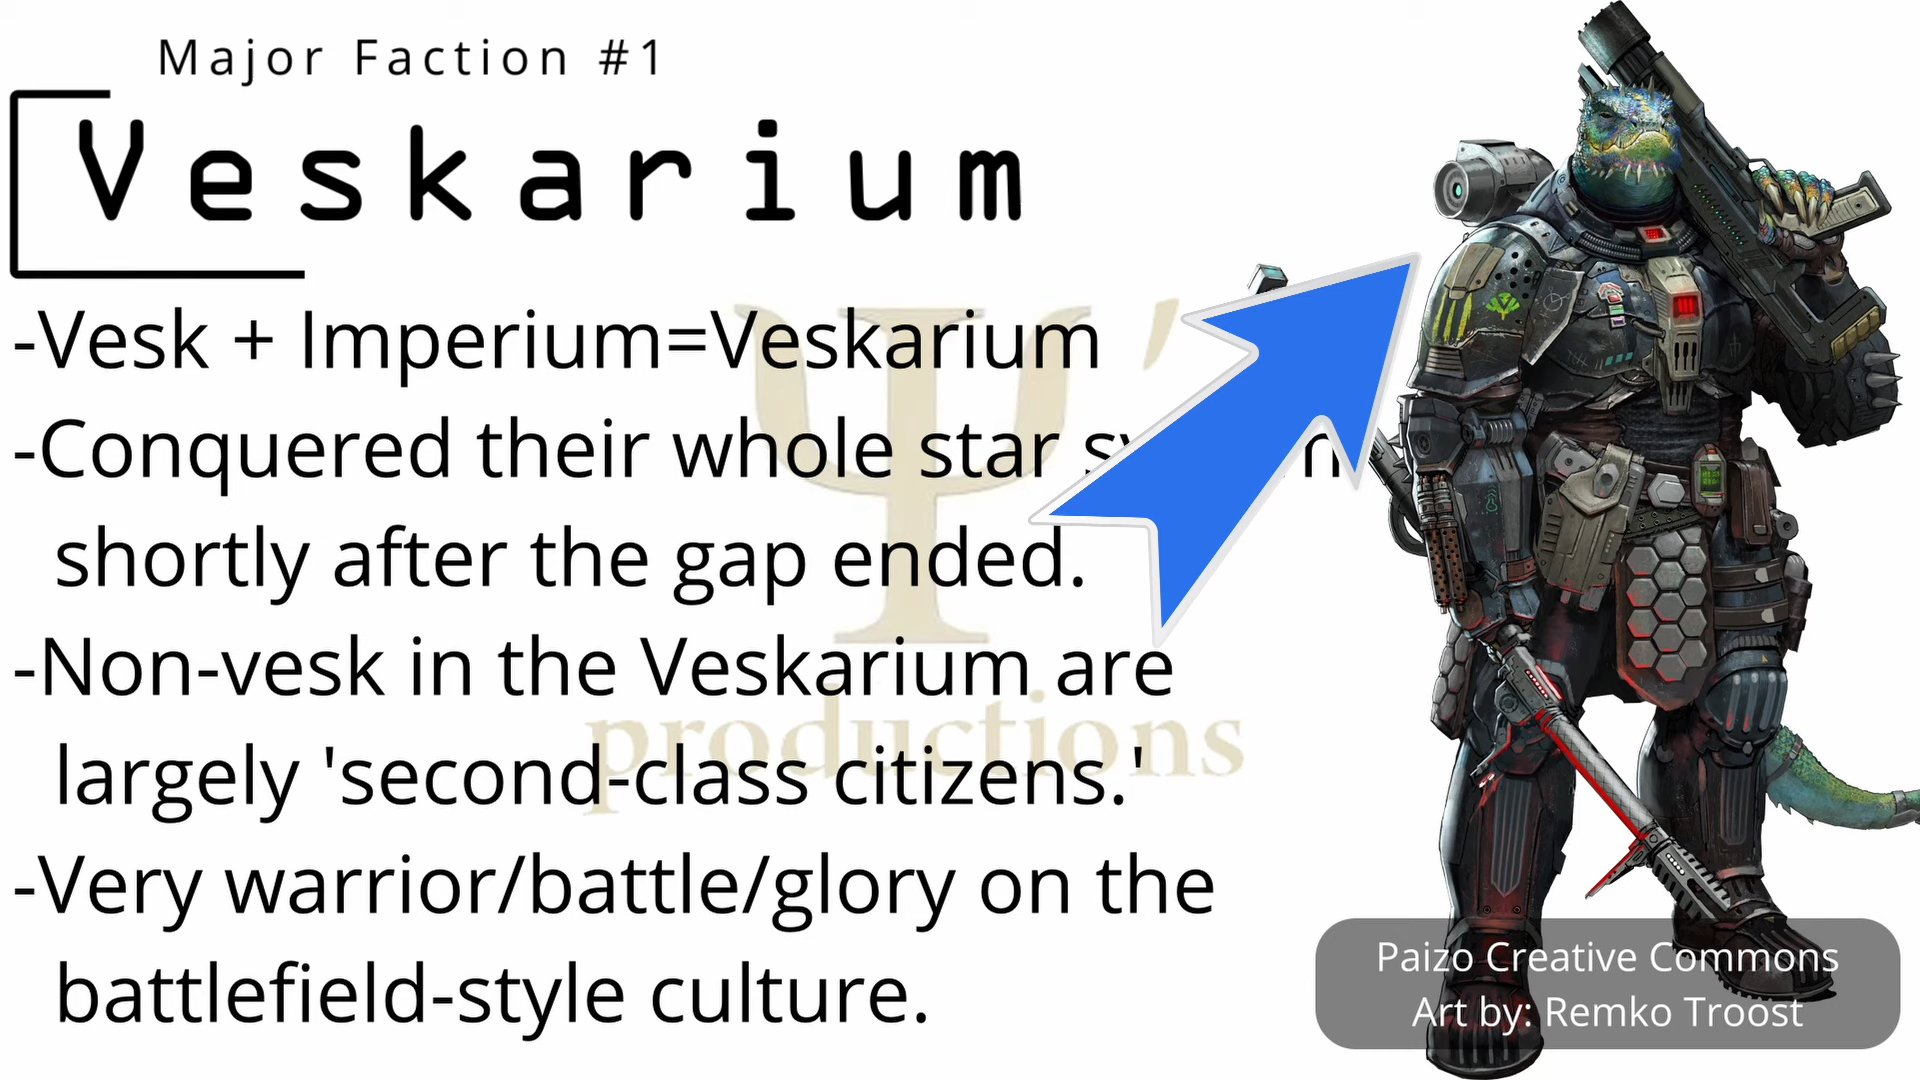 Major Faction #1
Veskarium
-Vesk + Imperium=Veskarium
-Conquered their whole star
shortly after the gap ended.
-Non-vesk in the Veskarium are
largely 'second-class citizens.'
-Very warrior/battle/glory on the
battlefield-style culture.
Ψ'
productions
Paizo Creative Commons
Art by: Remko Troost